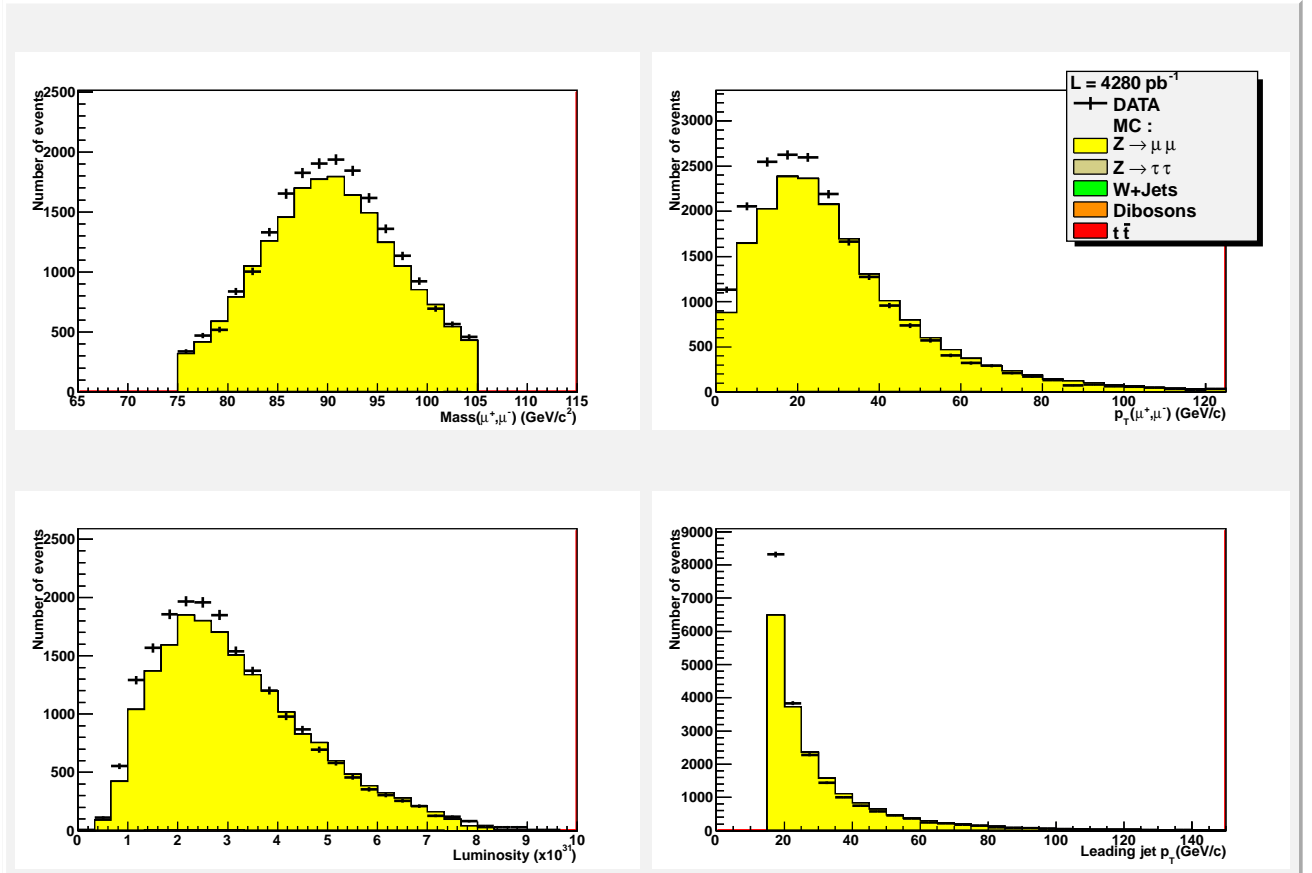 Number of events
2500
2000
1500
1000
500
0
65 70 75 80 85 90 95 100 105 110 115
Mass(μ⁺,μ⁻) (GeV/c²)
Number of events
3000
2500
2000
1500
1000
500
0
0 20 40 60 80 100 120
p_T(μ⁺,μ⁻) (GeV/c)
L = 4280 pb⁻¹
DATA
MC :
Z → μ μ
Z → τ τ
W+Jets
Dibosons
t t̄
Number of events
2500
2000
1500
1000
500
0
0 1 2 3 4 5 6 7 8 9 10
Luminosity (x10³¹)
Number of events
9000
8000
7000
6000
5000
4000
3000
2000
1000
0
0 20 40 60 80 100 120 140
Leading jet p_T(GeV/c)